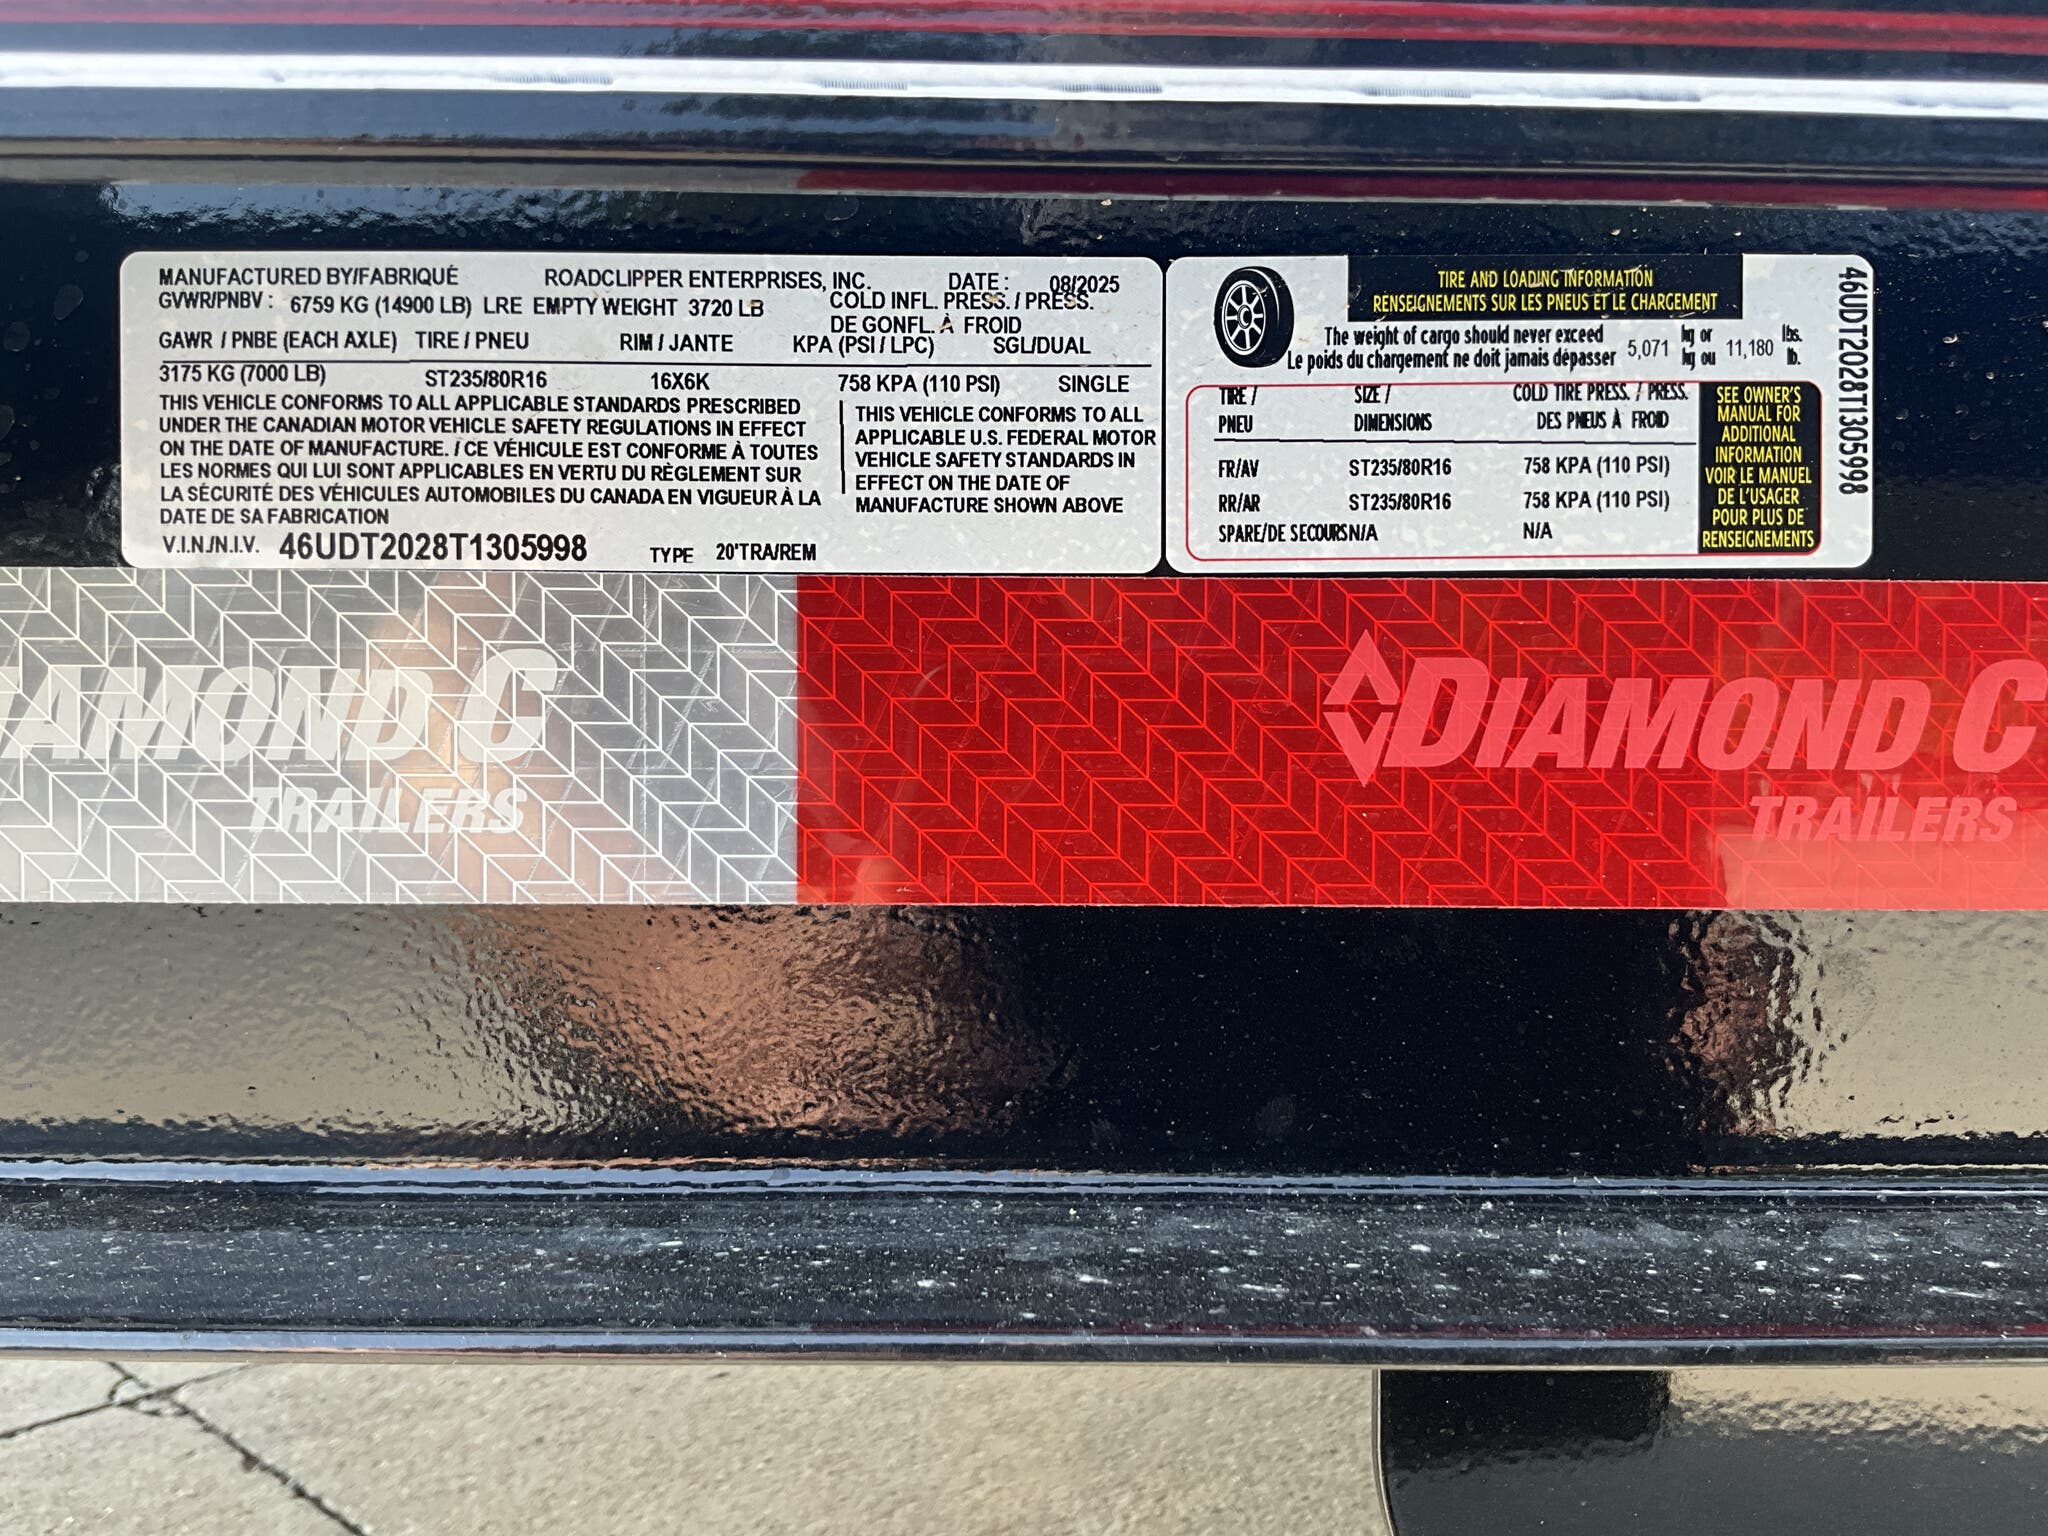 MANUFACTURED BY/FABRIQUÉ ROADCLIPPER ENTERPRISES, INC. DATE : 08/2025
GVWR/PNBV : 6759 KG (14900 LB) LRE EMPTY WEIGHT 3720 LB COLD INFL. PRESS. / PRESS.
DE GONFL. À FROID
GAWR / PNBE (EACH AXLE) TIRE / PNEU RIM / JANTE KPA (PSI / LPC) SGL/DUAL
3175 KG (7000 LB) ST235/80R16 16X6K 758 KPA (110 PSI) SINGLE
THIS VEHICLE CONFORMS TO ALL APPLICABLE STANDARDS PRESCRIBED
UNDER THE CANADIAN MOTOR VEHICLE SAFETY REGULATIONS IN EFFECT
ON THE DATE OF MANUFACTURE. / CE VÉHICULE EST CONFORME À TOUTES
LES NORMES QUI LUI SONT APPLICABLES EN VERTU DU RÈGLEMENT SUR
LA SÉCURITÉ DES VÉHICULES AUTOMOBILES DU CANADA EN VIGUEUR À LA
DATE DE SA FABRICATION
THIS VEHICLE CONFORMS TO ALL
APPLICABLE U.S. FEDERAL MOTOR
VEHICLE SAFETY STANDARDS IN
EFFECT ON THE DATE OF
MANUFACTURE SHOWN ABOVE
V.I.N./N.I.V. 46UDT2028T1305998 TYPE 20'TRA/REM
TIRE AND LOADING INFORMATION
RENSEIGNEMENTS SUR LES PNEUS ET LE CHARGEMENT
The weight of cargo should never exceed 5,071 kg or 11,180 lbs.
Le poids du chargement ne doit jamais dépasser kg ou lb.
TIRE / SIZE / COLD TIRE PRESS. / PRESS.
PNEU DIMENSIONS DES PNEUS À FROID
FR/AV ST235/80R16 758 KPA (110 PSI)
RR/AR ST235/80R16 758 KPA (110 PSI)
SPARE/DE SECOURS N/A N/A
SEE OWNER'S
MANUAL FOR
ADDITIONAL
INFORMATION
VOIR LE MANUEL
DE L'USAGER
POUR PLUS DE
RENSEIGNEMENTS
46UDT2028T1305998
IAMOND C
TRAILERS
DIAMOND C
TRAILERS